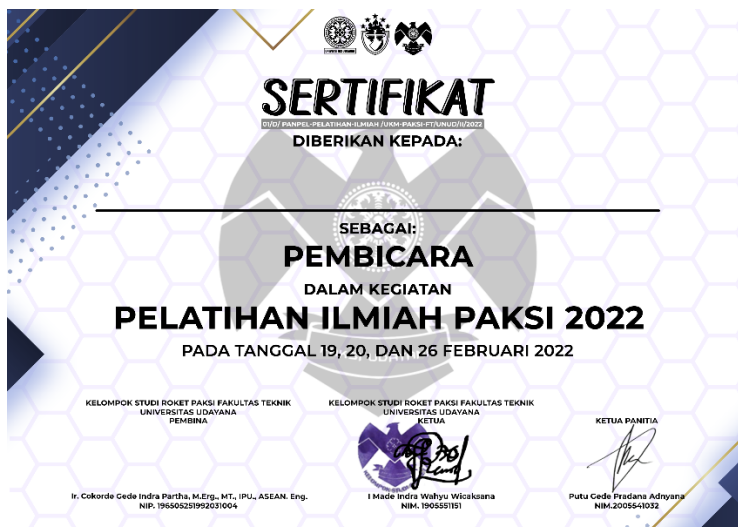 SERTIFIKAT
01/D/ PANPEL-PELATIHAN-ILMIAH /UKM-PAKSI-FT/UNUD/II/2022
DIBERIKAN KEPADA:
SEBAGAI:
PEMBICARA
DALAM KEGIATAN
PELATIHAN ILMIAH PAKSI 2022
PADA TANGGAL 19, 20, DAN 26 FEBRUARI 2022
KELOMPOK STUDI ROKET PAKSI FAKULTAS TEKNIK
UNIVERSITAS UDAYANA
PEMBINA
Ir. Cokorde Gede Indra Partha, M.Erg., MT., IPU., ASEAN. Eng.
NIP. 196505251992031004
KELOMPOK STUDI ROKET PAKSI FAKULTAS TEKNIK
UNIVERSITAS UDAYANA
KETUA
I Made Indra Wahyu Wicaksana
NIM. 1905551151
KETUA PANITIA
Putu Gede Pradana Adnyana
NIM.2005541032